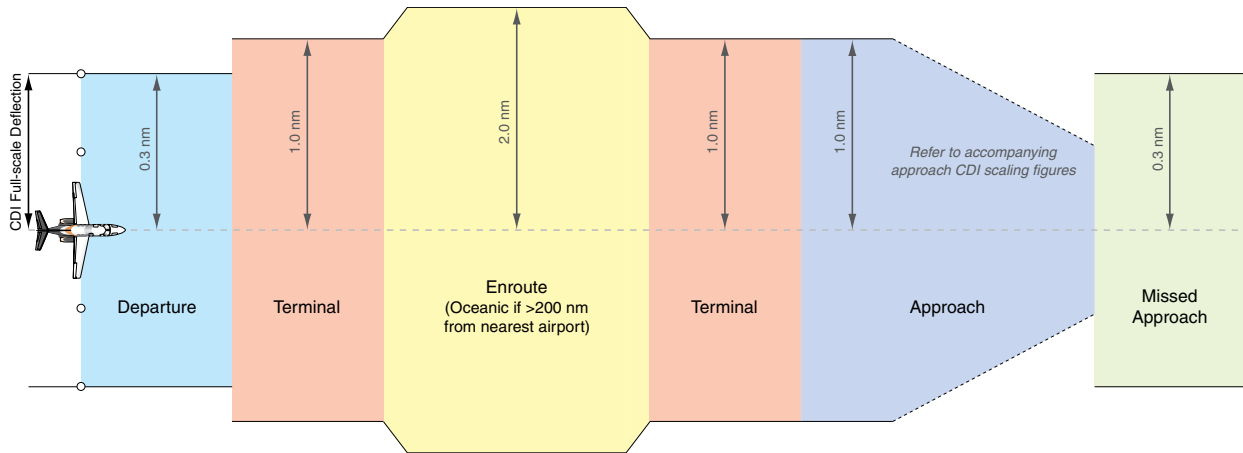 CDI Full-scale Deflection
0.3 nm
1.0 nm
2.0 nm
1.0 nm
1.0 nm
0.3 nm
Refer to accompanying
approach CDI scaling figures
Departure
Terminal
Enroute
(Oceanic if >200 nm
from nearest airport)
Terminal
Approach
Missed
Approach